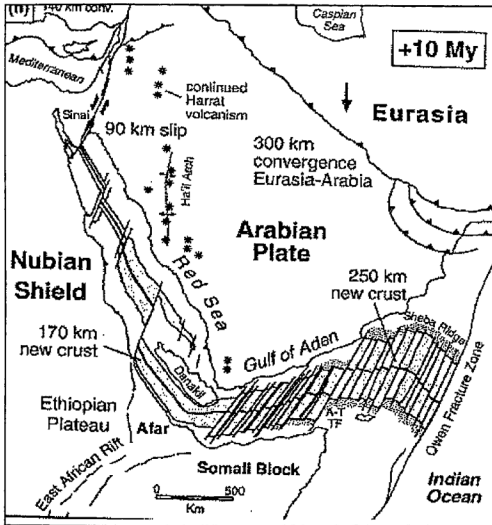 140 km conv.
Caspian
Sea
+10 My
Mediterranean
continued
Harrat
volcanism
Eurasia
Sinai
90 km slip
300 km
convergence
Eurasia-Arabia
Ha'il Arch
Arabian
Plate
Nubian
Shield
Red Sea
250 km
new crust
170 km
new crust
Gulf of Aden
Sheba Ridge
Danakil
Owen Fracture Zone
Ethiopian
Plateau
Afar
A-T
TF
East African Rift
Somali Block
Indian
Ocean
0 500
Km